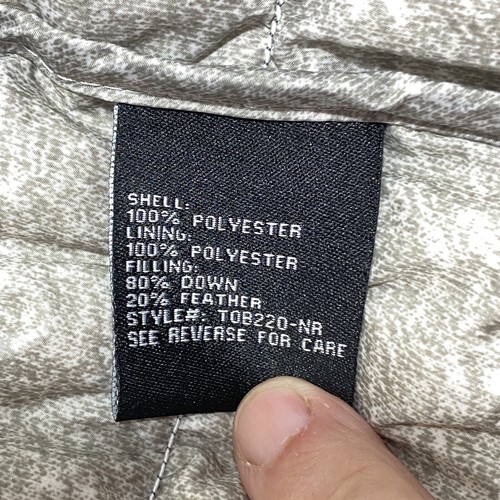 SHELL:
100% POLYESTER
LINING:
100% POLYESTER
FILLING:
80% DOWN
20% FEATHER
STYLE#: TOB220-NR
SEE REVERSE FOR CARE